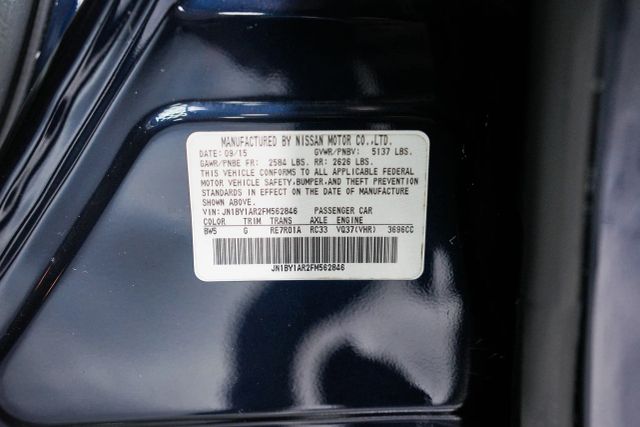 MANUFACTURED BY NISSAN MOTOR CO.,LTD.
DATE: 09/15 GVWR/PNBV: 5137 LBS.
GAWR/PNBE FR: 2584 LBS. RR: 2626 LBS.
THIS VEHICLE CONFORMS TO ALL APPLICABLE FEDERAL
MOTOR VEHICLE SAFETY,BUMPER,AND THEFT PREVENTION
STANDARDS IN EFFECT ON THE DATE OF MANUFACTURE
SHOWN ABOVE.
VIN:JN1BY1AR2FM562846 PASSENGER CAR
COLOR TRIM TRANS AXLE ENGINE
BW5 G RE7R01A RC33 VQ37(VHR) 3696CC
JN1BY1AR2FM562846